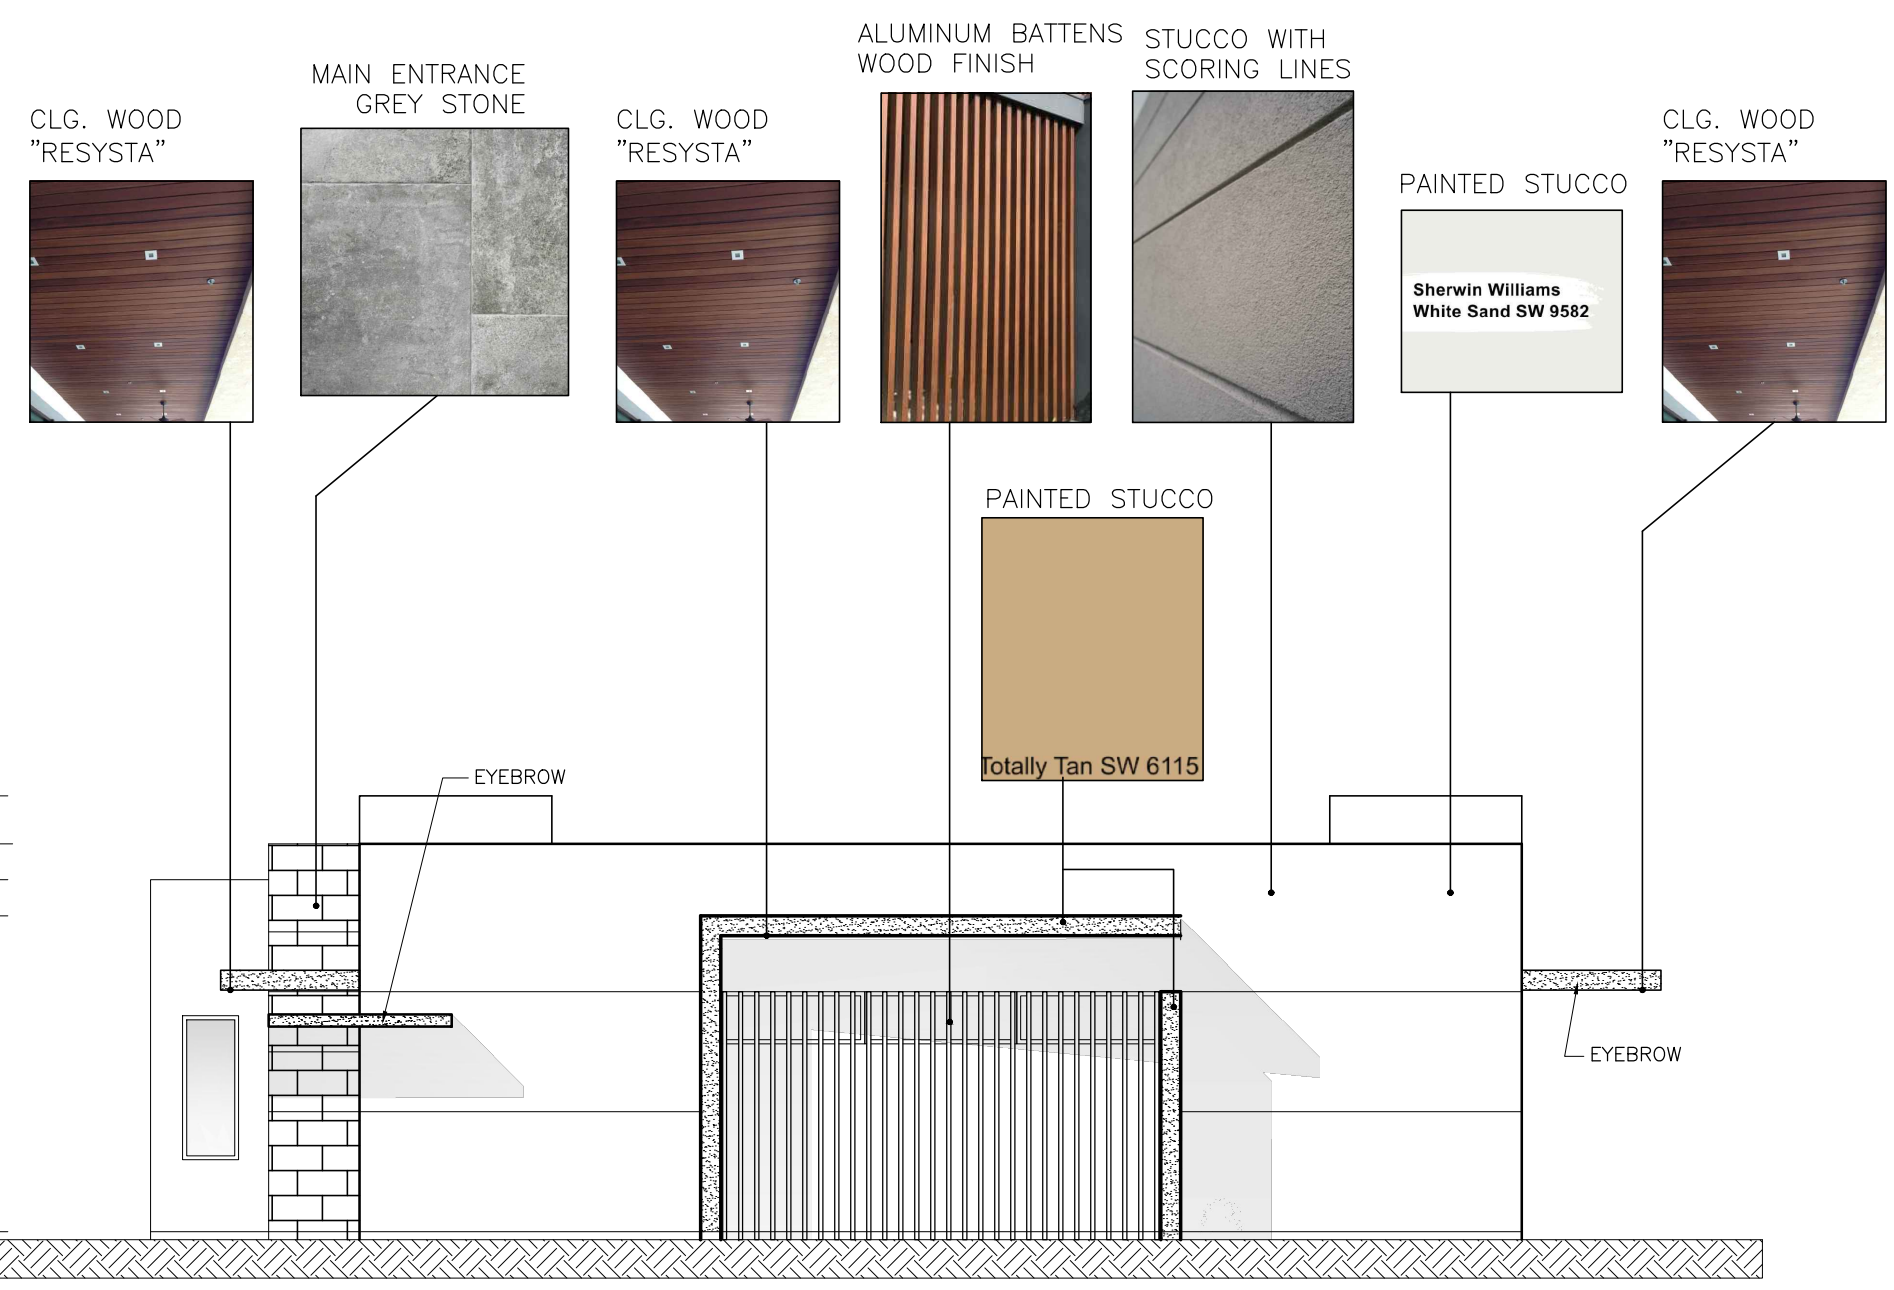 CLG. WOOD
"RESYSTA"
MAIN ENTRANCE
GREY STONE
CLG. WOOD
"RESYSTA"
ALUMINUM BATTENS
WOOD FINISH
STUCCO WITH
SCORING LINES
PAINTED STUCCO
Sherwin Williams
White Sand SW 9582
CLG. WOOD
"RESYSTA"
PAINTED STUCCO
Totally Tan SW 6115
EYEBROW
EYEBROW